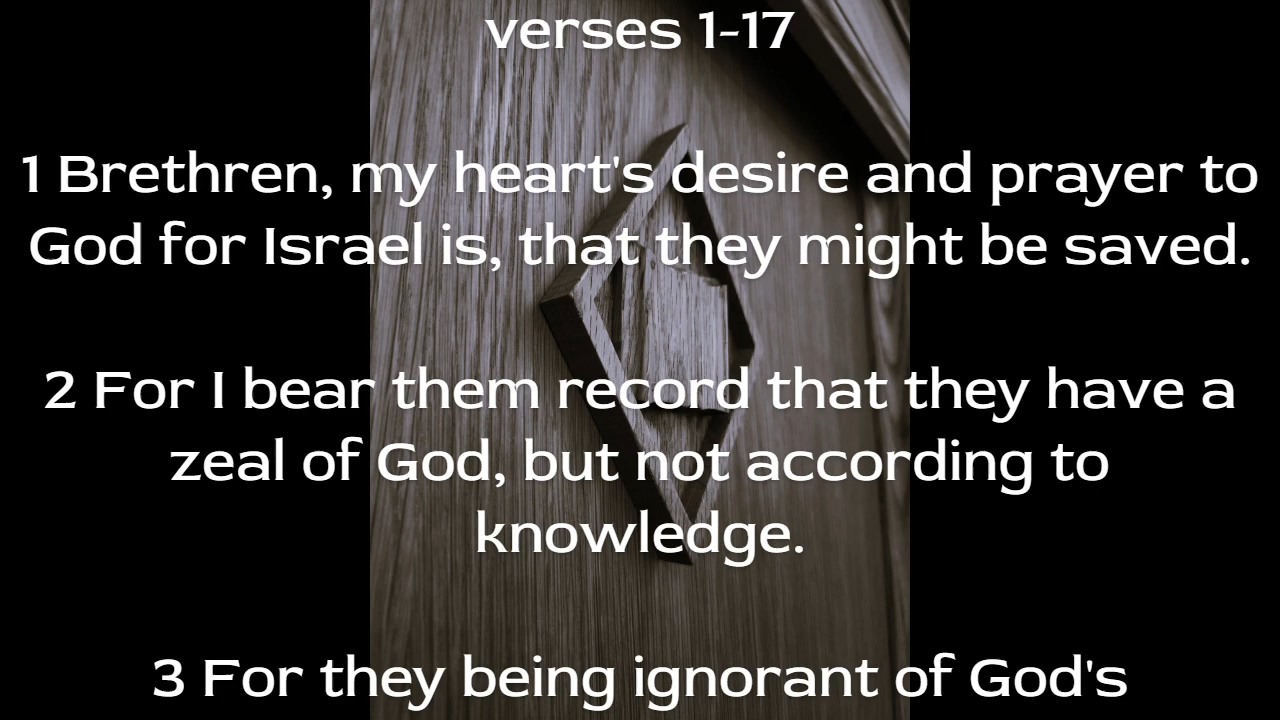 verses 1-17
1 Brethren, my heart's desire and prayer to
God for Israel is, that they might be saved.
2 For I bear them record that they have a
zeal of God, but not according to
knowledge.
3 For they being ignorant of God's